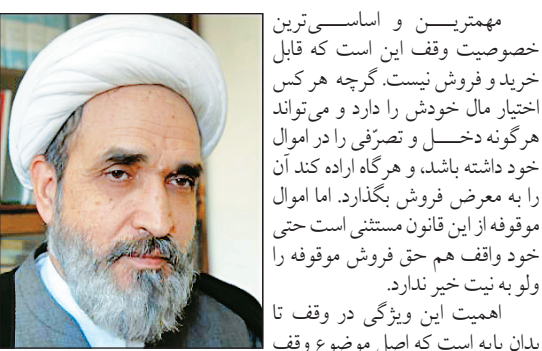 مهمترین و اساسی‌ترین
خصوصیت وقف این است که قابل
خرید و فروش نیست. گرچه هر کس
اختیار مال خودش را دارد و می‌تواند
هرگونه دخل و تصرّفی را در اموال
خود داشته باشد، و هرگاه اراده کند آن
را به معرض فروش بگذارد. اما اموال
موقوفه از این قانون مستثنی است حتی
خود واقف هم حق فروش موقوفه را
ولو به نیت خیر ندارد.
اهمیت این ویژگی در وقف تا
بدان پایه است که اصل موضوع وقف